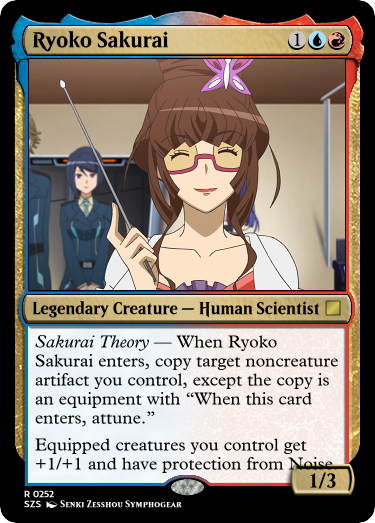 Ryoko Sakurai 1
Legendary Creature — Human Scientist
Sakurai Theory — When Ryoko
Sakurai enters, copy target noncreature
artifact you control, except the copy is
an equipment with “When this card
enters, attune.”
Equipped creatures you control get
+1/+1 and have protection from Noise.
1/3
R 0252
SZS Senki Zesshou Symphogear